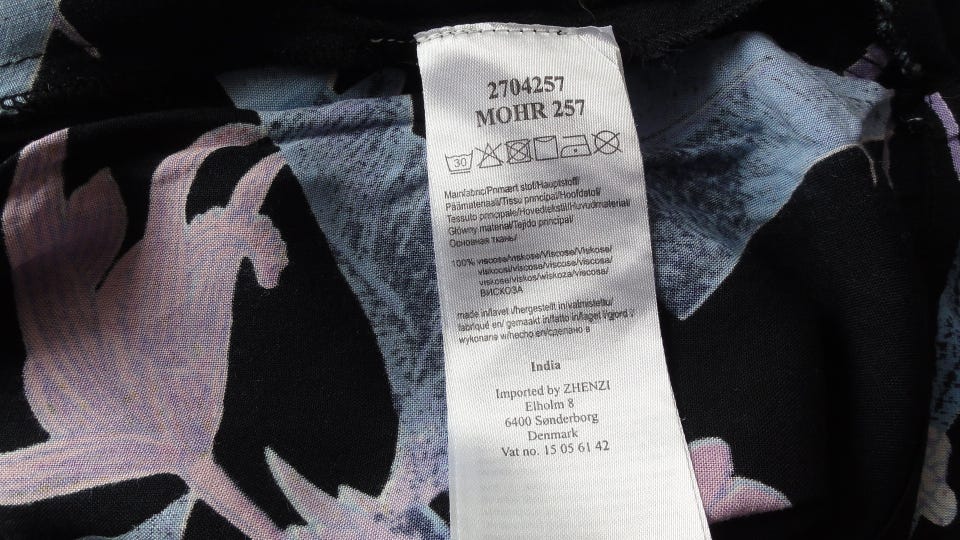 2704257
MOHR 257
30
Mainfabric/Primært stof/Hauptstoff/
Päämateriaali/Tissu principal/Hoofdstof/
Tessuto principale/Hovedtekstil/Huvudmaterial/
Główny materiał/Tejido principal/
Основная ткань/
100% viscose/viskose/Viscose/Viskose/
viskoosi/viscose/viscose/viscosa/
viskose/viskos/wiskoza/viscosa/
ВИСКОЗА
made in/lavet i/hergestellt in/valmistettu/
fabriqué en/ gemaakt in/fatto in/laget i/gjord i/
wykonane w/hecho en/сделано в
India
Imported by ZHENZI
Elholm 8
6400 Sønderborg
Denmark
Vat no. 15 05 61 42